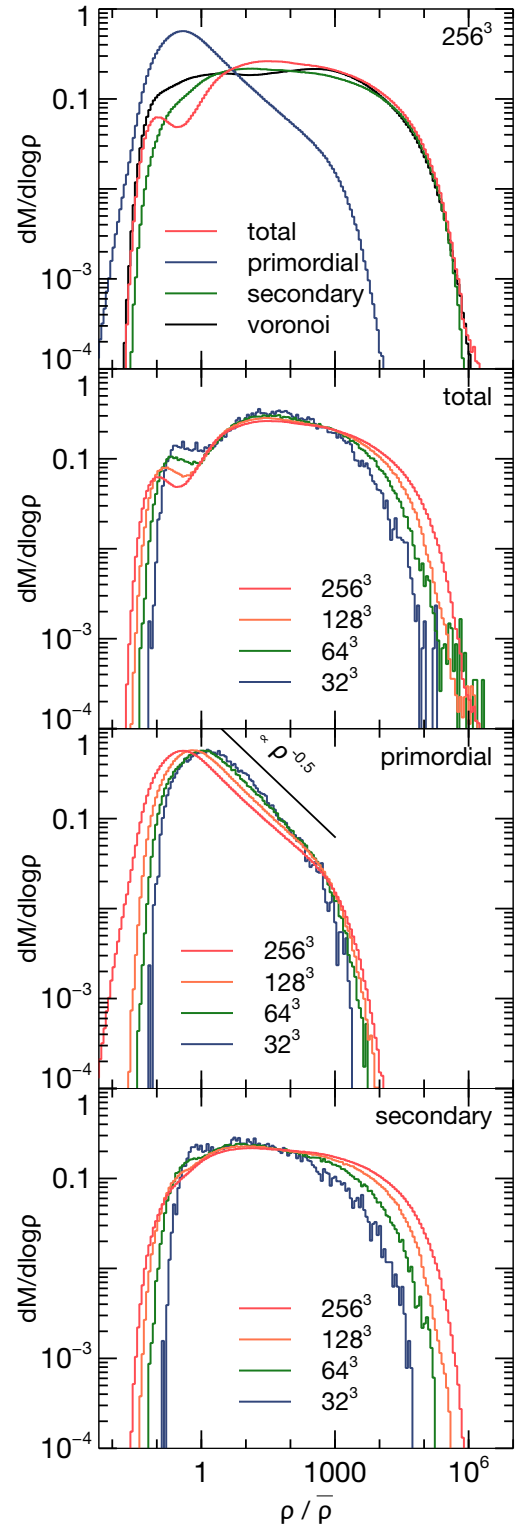 256³
1
0.1
10⁻³
10⁻⁴
dM/dlogρ
total
primordial
secondary
voronoi
total
1
0.1
10⁻³
10⁻⁴
dM/dlogρ
256³
128³
64³
32³
primordial
∝ ρ⁻⁰·⁵
1
0.1
10⁻³
10⁻⁴
dM/dlogρ
256³
128³
64³
32³
secondary
1
0.1
10⁻³
10⁻⁴
dM/dlogρ
256³
128³
64³
32³
1 1000 10⁶
ρ / ρ̅